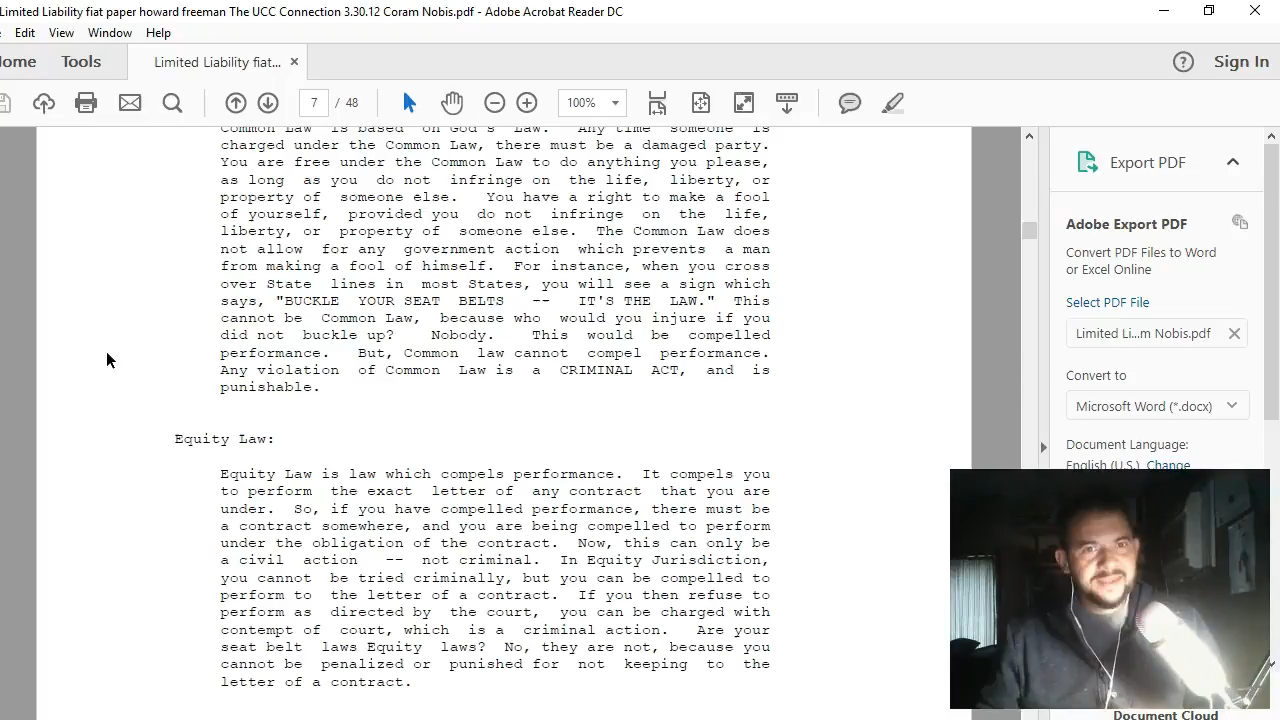 Limited Liability fiat paper howard freeman The UCC Connection 3.30.12 Coram Nobis.pdf - Adobe Acrobat Reader DC
Edit View Window Help
Home Tools Limited Liability fiat... × Sign In
7 / 48 100%
Common Law is based on God's Law. Any time someone is
charged under the Common Law, there must be a damaged party.
You are free under the Common Law to do anything you please,
as long as you do not infringe on the life, liberty, or
property of someone else. You have a right to make a fool
of yourself, provided you do not infringe on the life,
liberty, or property of someone else. The Common Law does
not allow for any government action which prevents a man
from making a fool of himself. For instance, when you cross
over State lines in most States, you will see a sign which
says, "BUCKLE YOUR SEAT BELTS -- IT'S THE LAW." This
cannot be Common Law, because who would you injure if you
did not buckle up? Nobody. This would be compelled
performance. But, Common law cannot compel performance.
Any violation of Common Law is a CRIMINAL ACT, and is
punishable.
Equity Law:
Equity Law is law which compels performance. It compels you
to perform the exact letter of any contract that you are
under. So, if you have compelled performance, there must be
a contract somewhere, and you are being compelled to perform
under the obligation of the contract. Now, this can only be
a civil action -- not criminal. In Equity Jurisdiction,
you cannot be tried criminally, but you can be compelled to
perform to the letter of a contract. If you then refuse to
perform as directed by the court, you can be charged with
contempt of court, which is a criminal action. Are your
seat belt laws Equity laws? No, they are not, because you
cannot be penalized or punished for not keeping to the
letter of a contract.
Export PDF
Adobe Export PDF
Convert PDF Files to Word
or Excel Online
Select PDF File
Limited Li...m Nobis.pdf
Convert to
Microsoft Word (*.docx)
Document Language:
English (U.S.) Change
Document Cloud